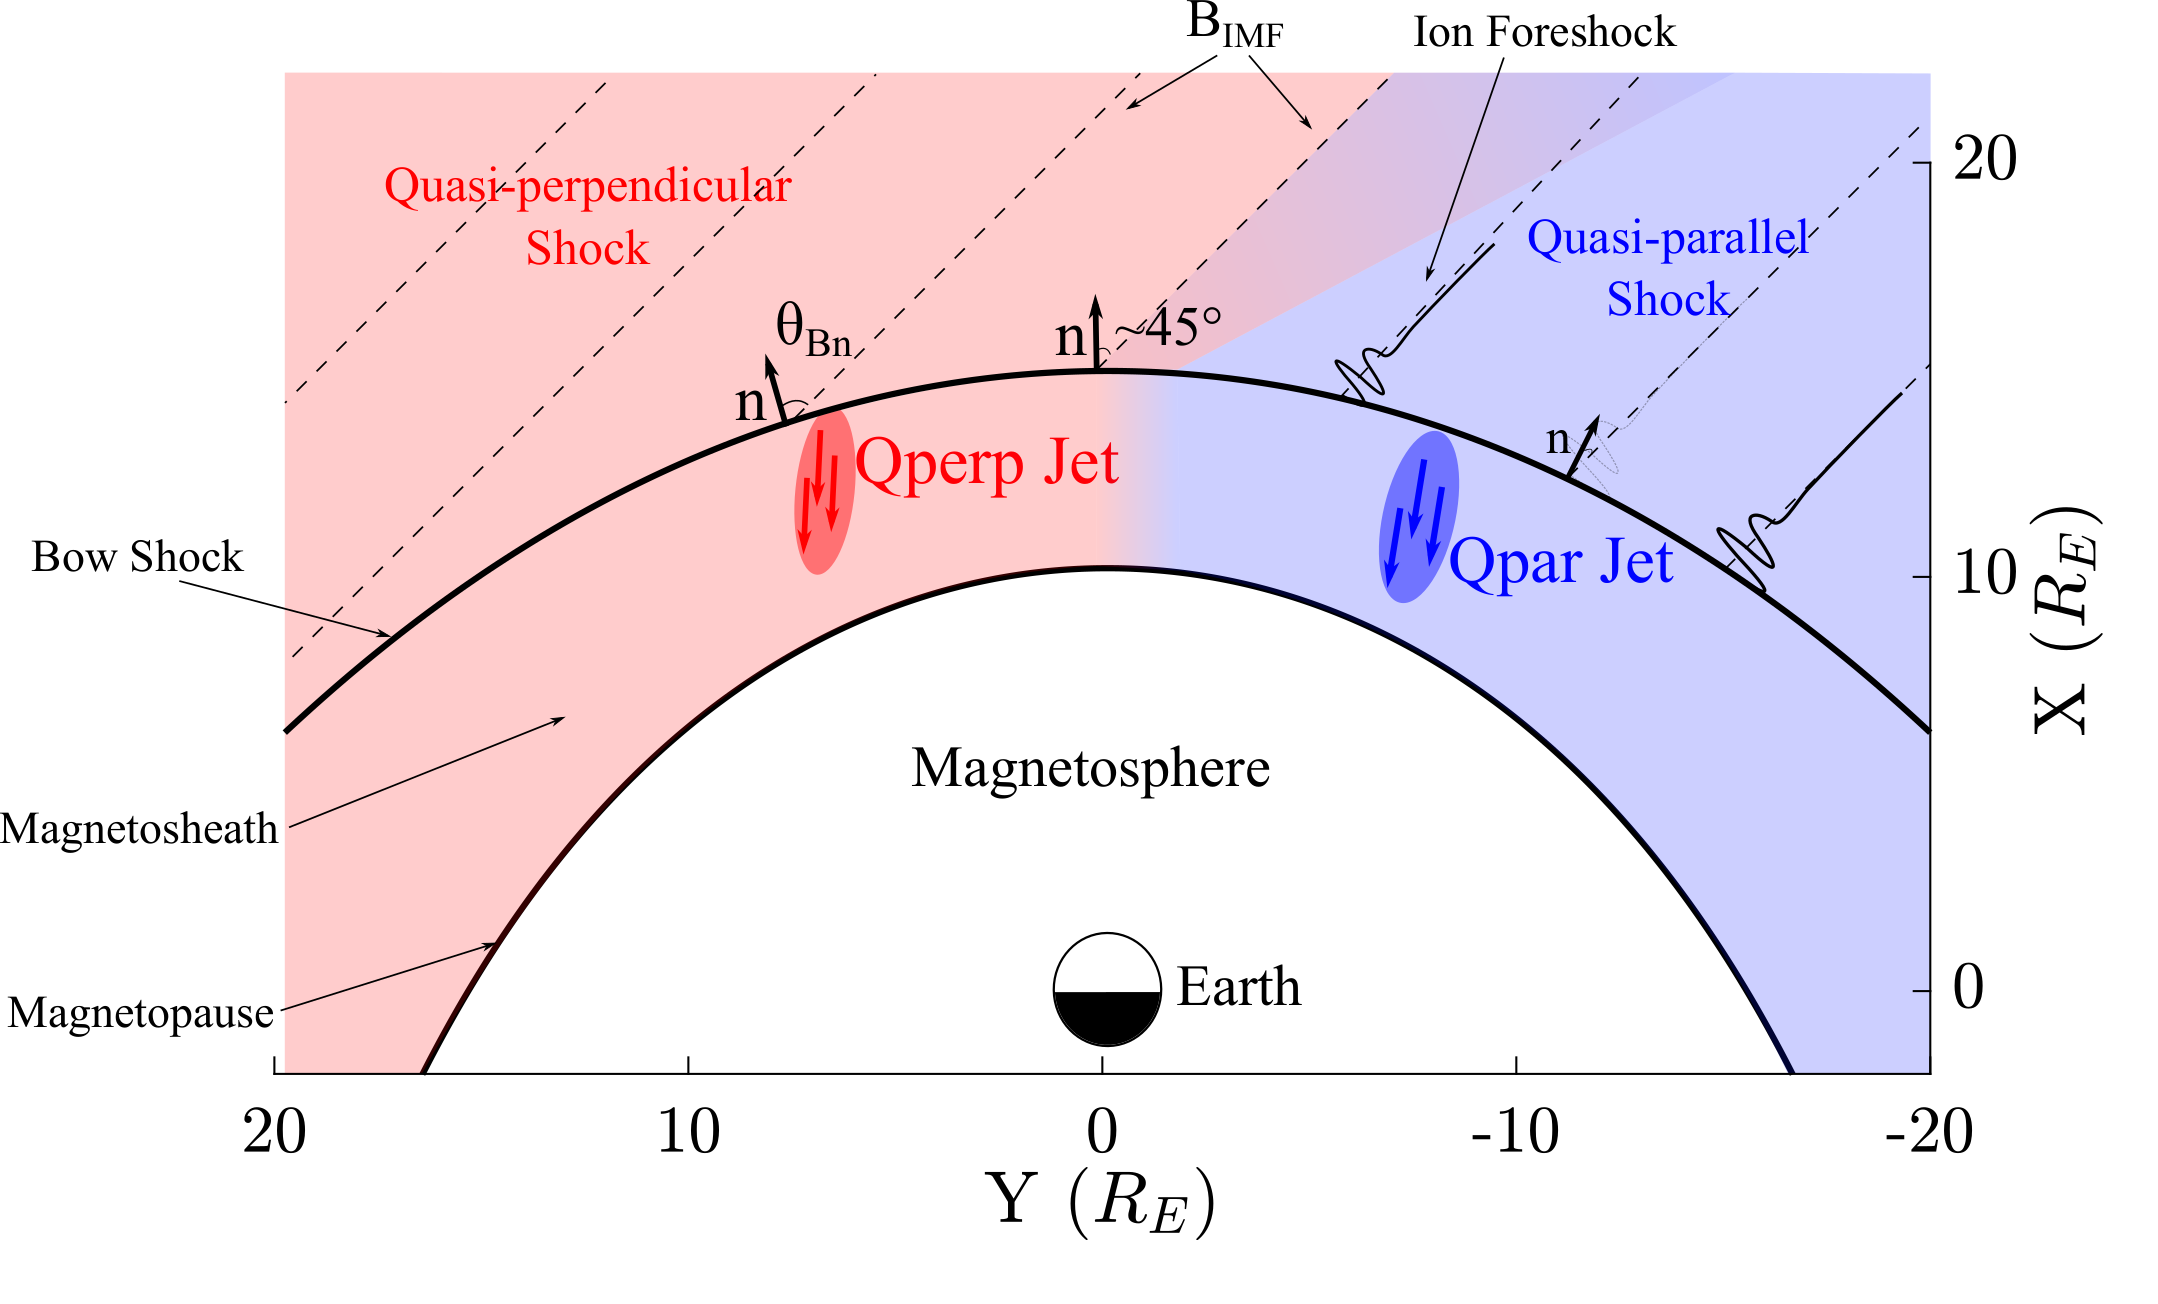 B_IMF
Ion Foreshock
20
Quasi-perpendicular
Shock
Quasi-parallel
Shock
θ_Bn
n
n
~45°
n
Qperp Jet
Qpar Jet
Bow Shock
10
X (R_E)
Magnetosphere
Magnetosheath
Earth
0
Magnetopause
20
10
0
-10
-20
Y (R_E)